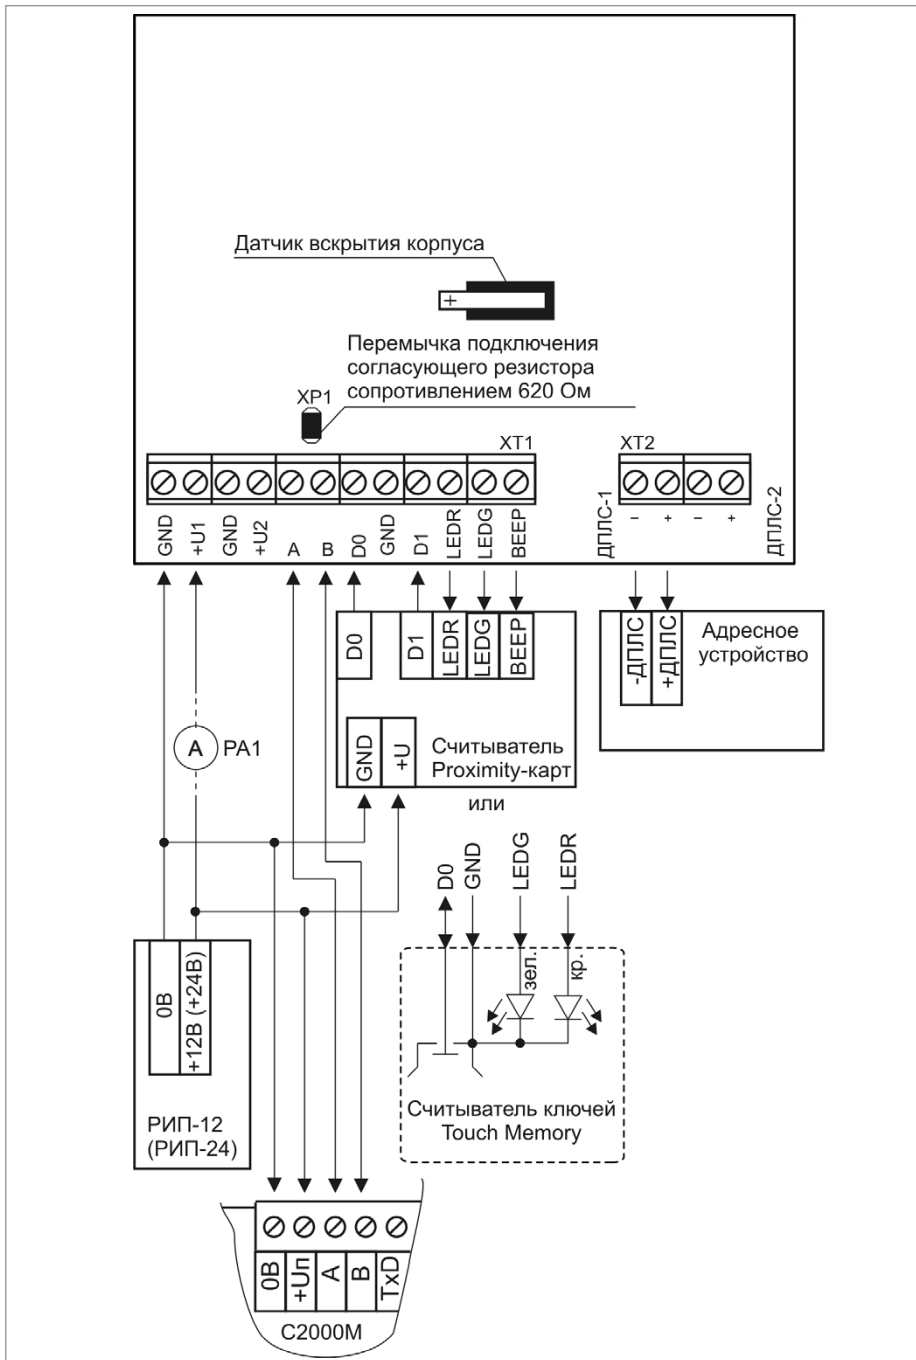 Датчик вскрытия корпуса
+
Перемычка подключения
согласующего резистора
сопротивлением 620 Ом
XP1
XT1
XT2
GND
+U1
GND
+U2
A
B
D0
GND
D1
LEDR
LEDG
BEEP
ДПЛС-1
–
+
–
+
ДПЛС-2
D0
D1
LEDR
LEDG
BEEP
-ДПЛС
+ДПЛС
Адресное
устройство
A
PA1
GND
+U
Считыватель
Proximity-карт
или
D0
GND
LEDG
LEDR
0В
+12В (+24В)
зел.
кр.
РИП-12
(РИП-24)
Считыватель ключей
Touch Memory
0В
+Uп
A
B
TxD
С2000М